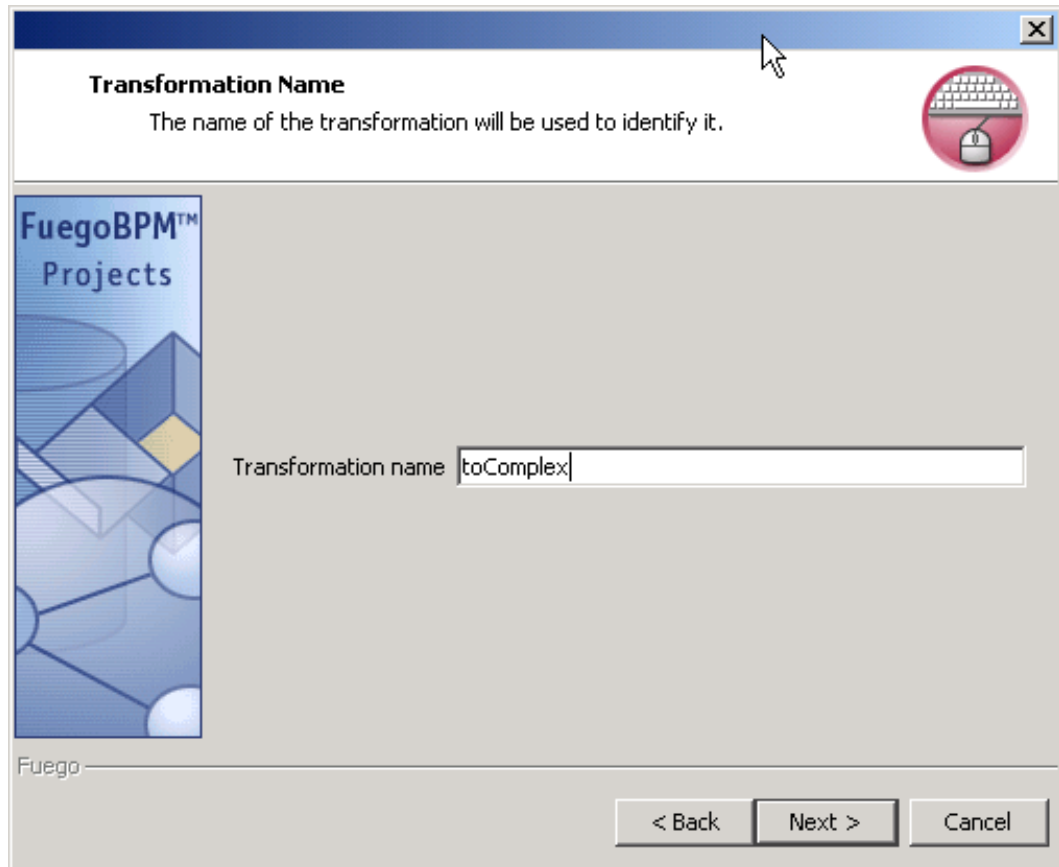 Transformation Name
The name of the transformation will be used to identify it.
FuegoBPM™
Projects
Transformation name toComplex
Fuego
< Back Next > Cancel